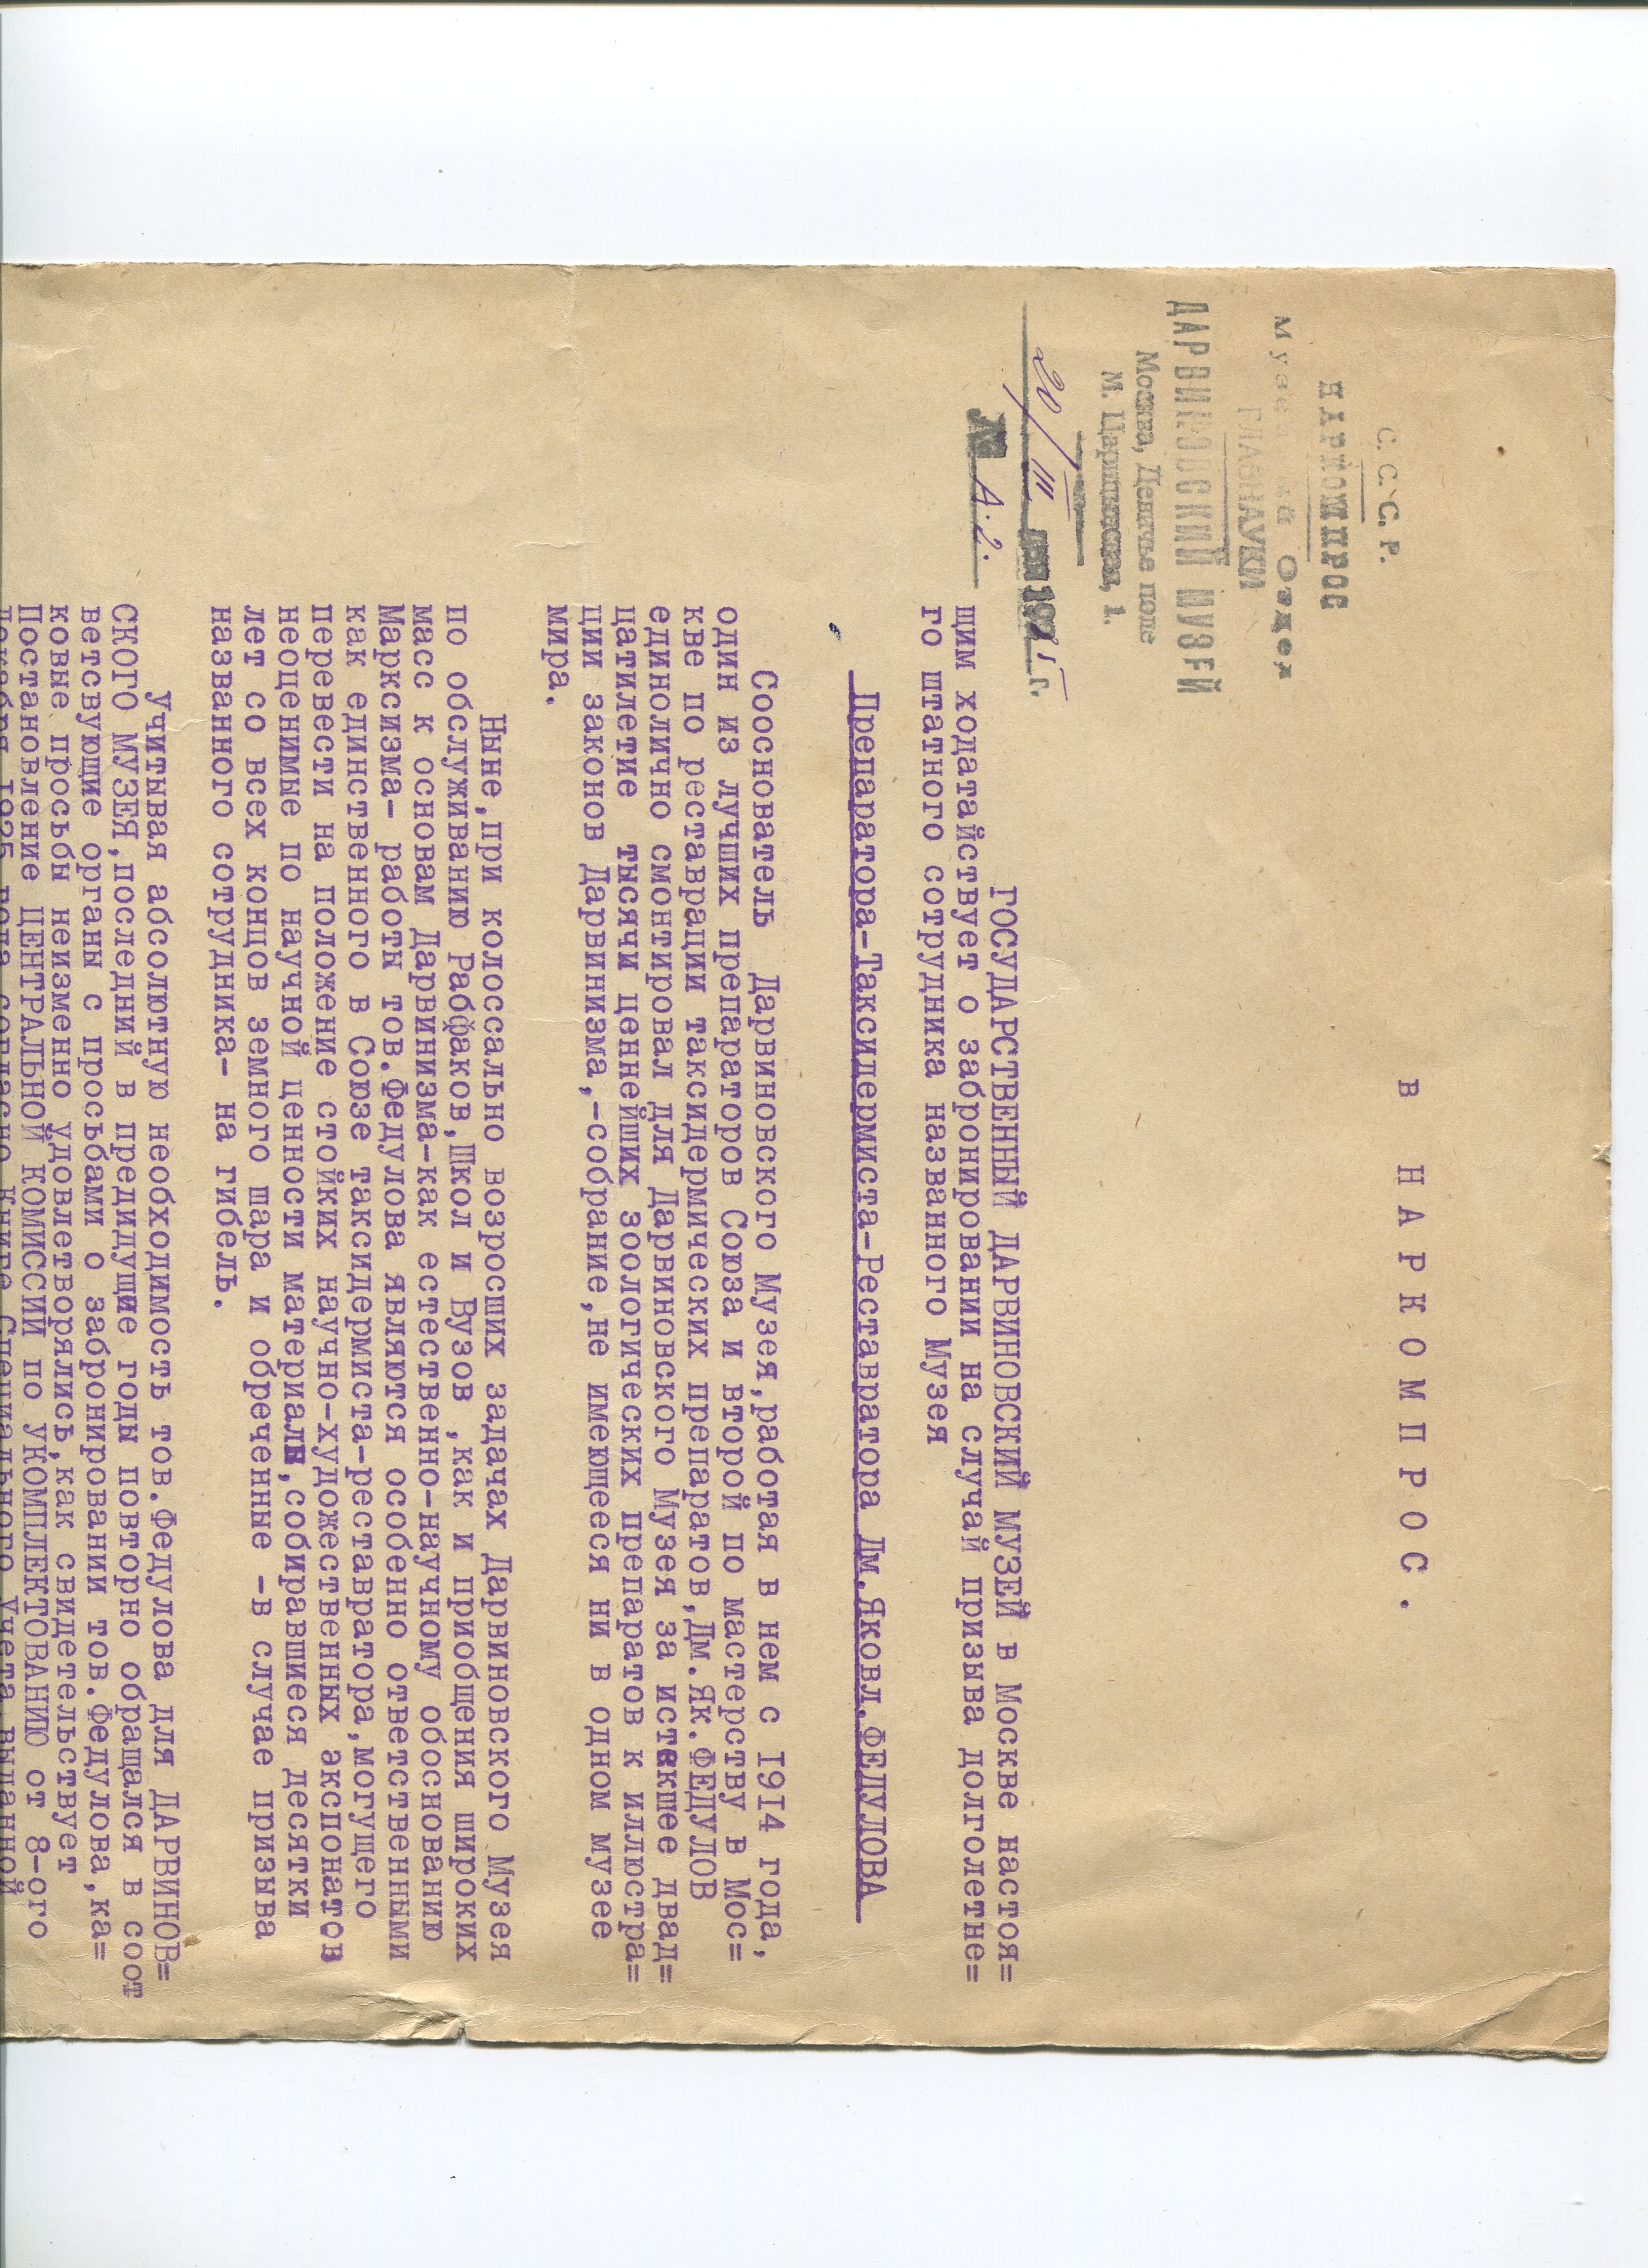 С. С. С. Р.
НАРКОМПРОС
Музейный Отдел
ГЛАВНАУКИ
ДАРВИНОВСКИЙ МУЗЕЙ
Москва, Девичье поле
М. Царицынская, 1.
20/III дня 192 г.
№ А.2.
В НАРКОМПРОС.
ГОСУДАРСТВЕННЫЙ ДАРВИНОВСКИЙ МУЗЕЙ в Москве настоя=
щим ходатайствует о забронировании на случай призыва долголетне=
го штатного сотрудника названного Музея
Препаратора-Таксидермиста-Реставратора Дм.Яковл.ФЕДУЛОВА
Сооснователь Дарвиновского Музея,работая в нем с 1914 года,
один из лучших препараторов Союза и второй по мастерству в Мос=
кве по реставрации таксидермических препаратов,Дм.Як.ФЕДУЛОВ
единолично смонтировал для Дарвиновского Музея за истекшее двад=
цатилетие тысячи ценнейших зоологических препаратов к иллюстра=
ции законов Дарвинизма,-собрание,не имеющееся ни в одном музее
мира.
Ныне,при колоссально возросших задачах Дарвиновского Музея
по обслуживанию Рабфаков,Школ и Вузов ,как и приобщения широких
масс к основам Дарвинизма-как естественно-научному обоснованию
Марксизма- работы тов.Федулова являются особенно ответственными
как единственного в Союзе таксидермиста-реставратора,могущего
перевести на положение стойких научно-художественных экспонатов
неоценимые по научной ценности материалы,собиравшиеся десятки
лет со всех концов земного шара и обреченные -в случае призыва
названного сотрудника- на гибель.
Учитывая абсолютную необходимость тов.Федулова для ДАРВИНОВ=
СКОГО МУЗЕЯ,последний в предидущие годы повторно обращался в соот
ветсвующие органы с просьбами о забронировании тов.Федулова,ка=
ковые просьбы неизменно удовлетворялись,как свидетельствует
Постановление ЦЕНТРАЛЬНОЙ КОМИССИИ ПО УКОМПЛЕКТОВАНИЮ от 8-ого